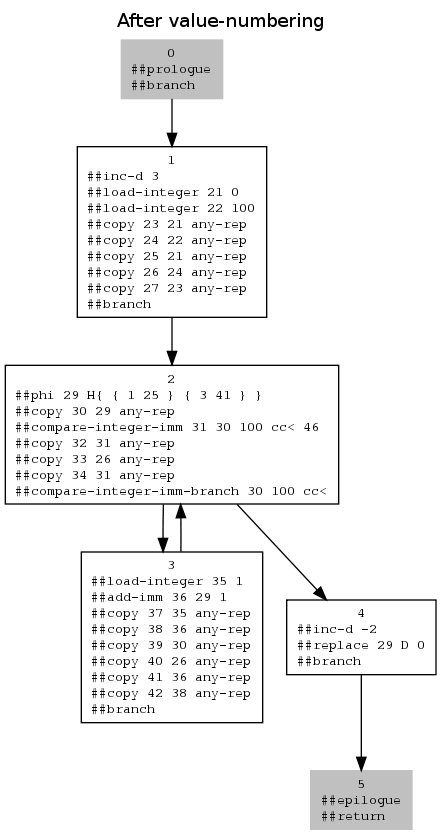 After value-numbering
0
##prologue
##branch
1
##inc-d 3
##load-integer 21 0
##load-integer 22 100
##copy 23 21 any-rep
##copy 24 22 any-rep
##copy 25 21 any-rep
##copy 26 24 any-rep
##copy 27 23 any-rep
##branch
2
##phi 29 H{ { 1 25 } { 3 41 } }
##copy 30 29 any-rep
##compare-integer-imm 31 30 100 cc< 46
##copy 32 31 any-rep
##copy 33 26 any-rep
##copy 34 31 any-rep
##compare-integer-imm-branch 30 100 cc<
3
##load-integer 35 1
##add-imm 36 29 1
##copy 37 35 any-rep
##copy 38 36 any-rep
##copy 39 30 any-rep
##copy 40 26 any-rep
##copy 41 36 any-rep
##copy 42 38 any-rep
##branch
4
##inc-d -2
##replace 29 D 0
##branch
5
##epilogue
##return